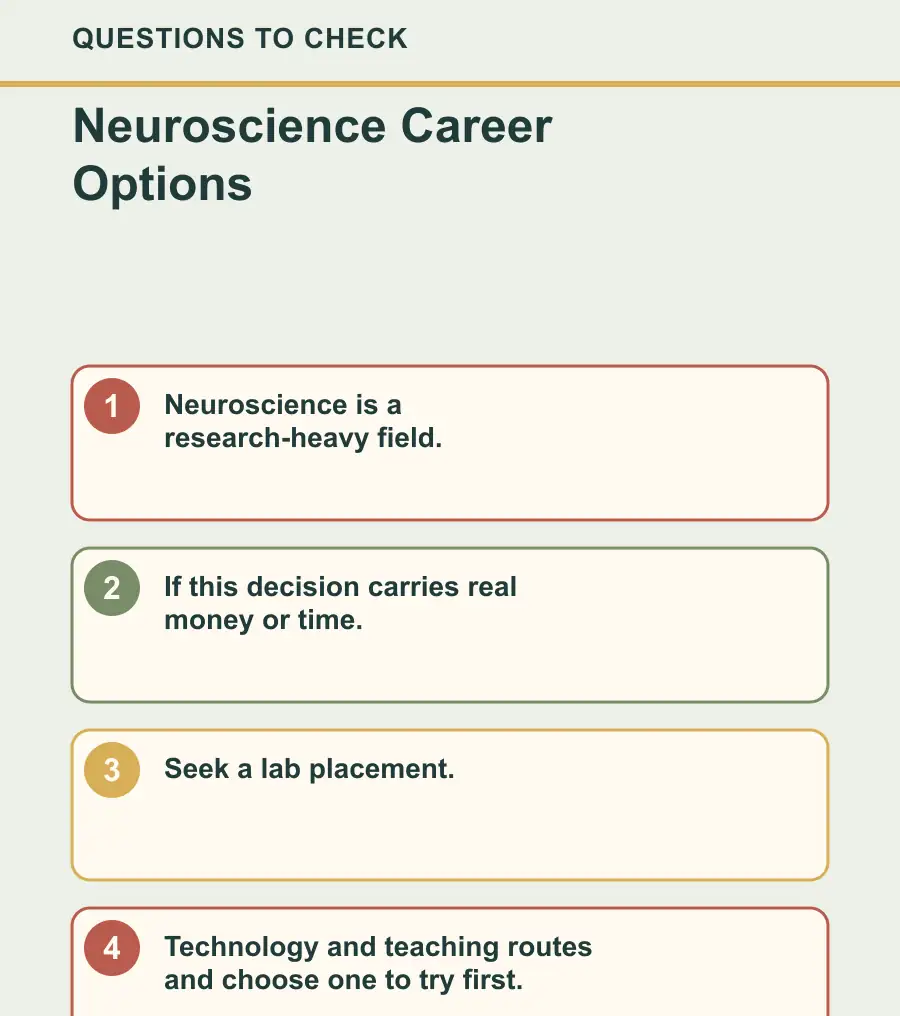 QUESTIONS TO CHECK
Neuroscience Career
Options
1
Neuroscience is a
research-heavy field.
2
If this decision carries real
money or time.
3
Seek a lab placement.
4
Technology and teaching routes
and choose one to try first.